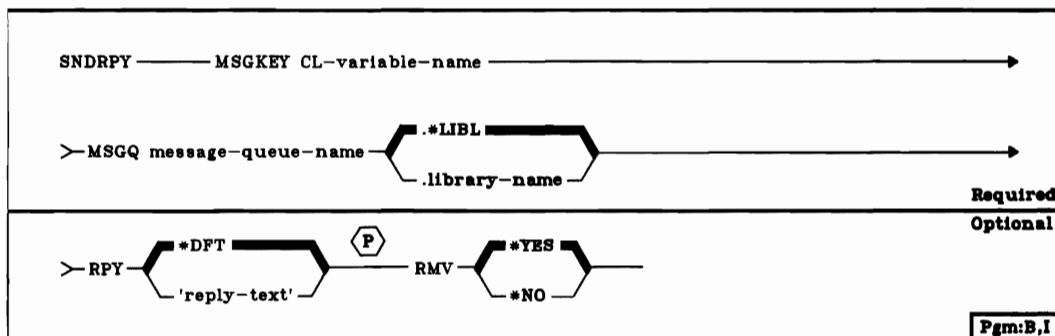 SNDRPY MSGKEY CL-variable-name
.*LIBL
MSGQ message-queue-name
.library-name
Required
Optional
*DFT P *YES
RPY RMV
'reply-text' *NO
Pgm:B,I